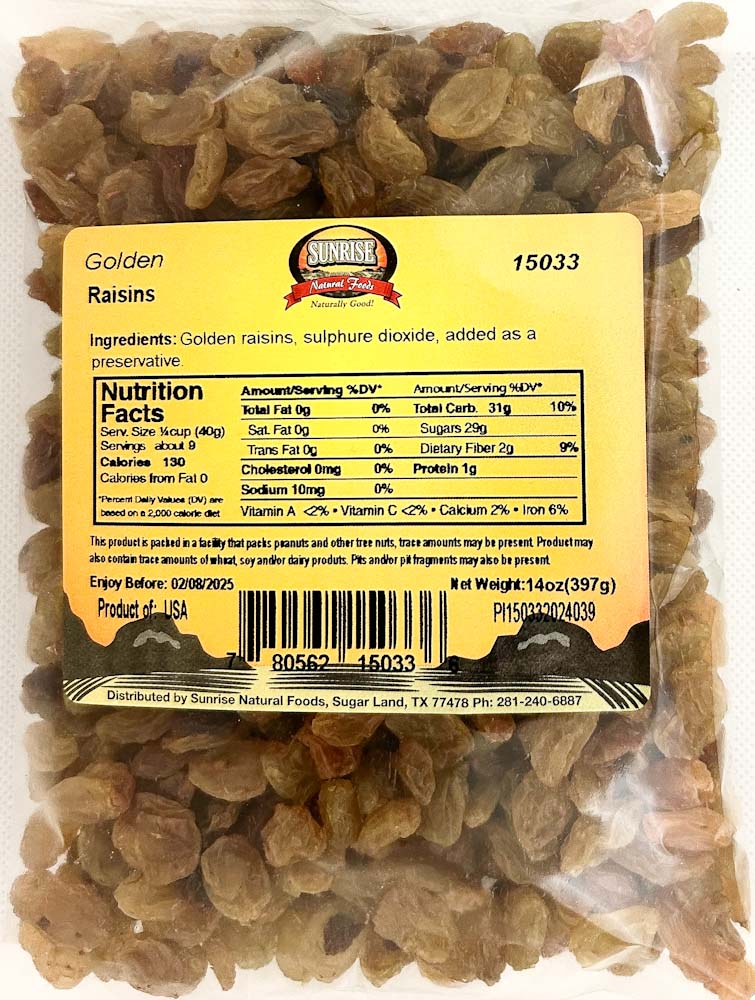 Golden
SUNRISE
15033
Raisins
Natural Foods
Naturally Good!
Ingredients: Golden raisins, sulphure dioxide, added as a
preservative.
Nutrition
Facts
Serv. Size ¼cup (40g)
Servings about 9
Calories 130
Calories from Fat 0
*Percent Daily Values (DV) are
based on a 2,000 calorie diet
Amount/Serving %DV* Amount/Serving %DV*
Total Fat 0g 0% Total Carb. 31g 10%
Sat. Fat 0g 0% Sugars 29g
Trans Fat 0g 0% Dietary Fiber 2g 9%
Cholesterol 0mg 0% Protein 1g
Sodium 10mg 0%
Vitamin A <2% • Vitamin C <2% • Calcium 2% • Iron 6%
This product is packed in a facility that packs peanuts and other tree nuts, trace amounts may be present. Product may
also contain trace amounts of wheat, soy and/or dairy produts. Pits and/or pit fragments may also be present
Enjoy Before: 02/08/2025 Net Weight:14oz(397g)
Product of: USA PI150332024039
7 80562 15033 6
Distributed by Sunrise Natural Foods, Sugar Land, TX 77478 Ph: 281-240-6887